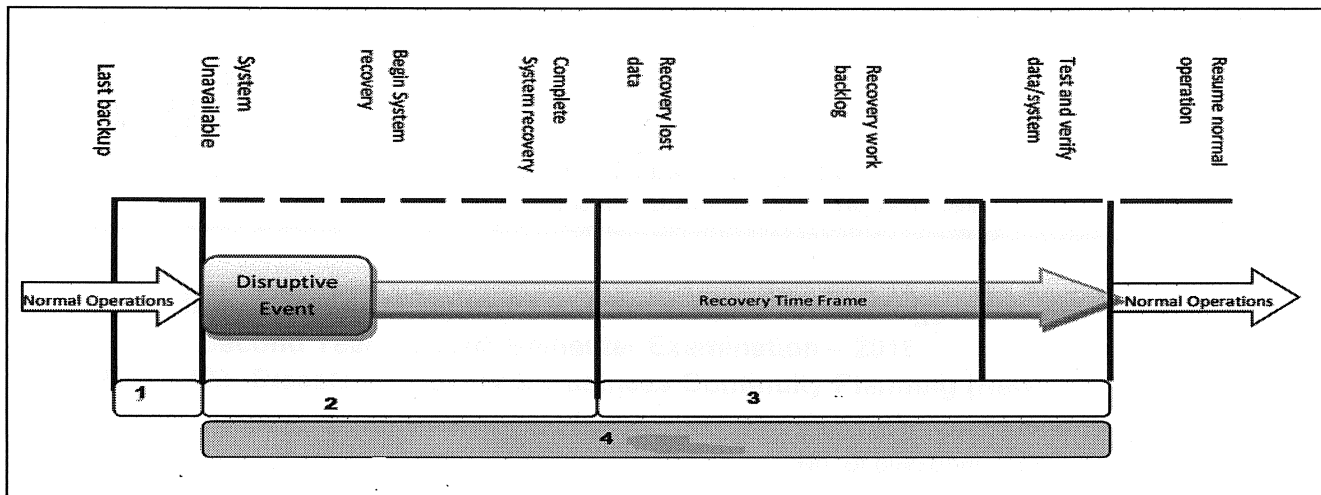 Last backup
System
Unavailable
Begin System
recovery
Complete
System recovery
Recovery lost
data
Recovery work
backlog
Test and verify
data/system
Resume normal
operation
Normal Operations
Disruptive
Event
Recovery Time Frame
Normal Operations
1
2
3
4